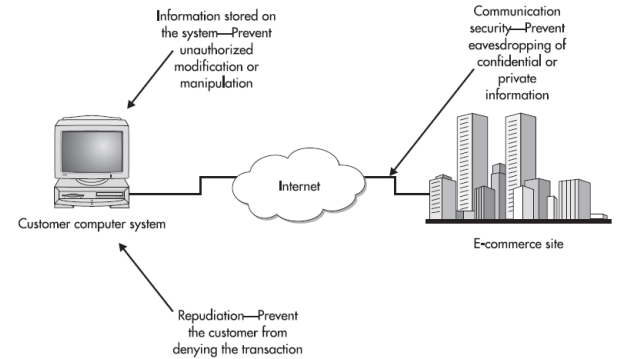 Information stored on
the system—Prevent
unauthorized
modification or
manipulation
Communication
security—Prevent
eavesdropping of
confidential or
private
information
Internet
Customer computer system
E-commerce site
Repudiation—Prevent
the customer from
denying the transaction